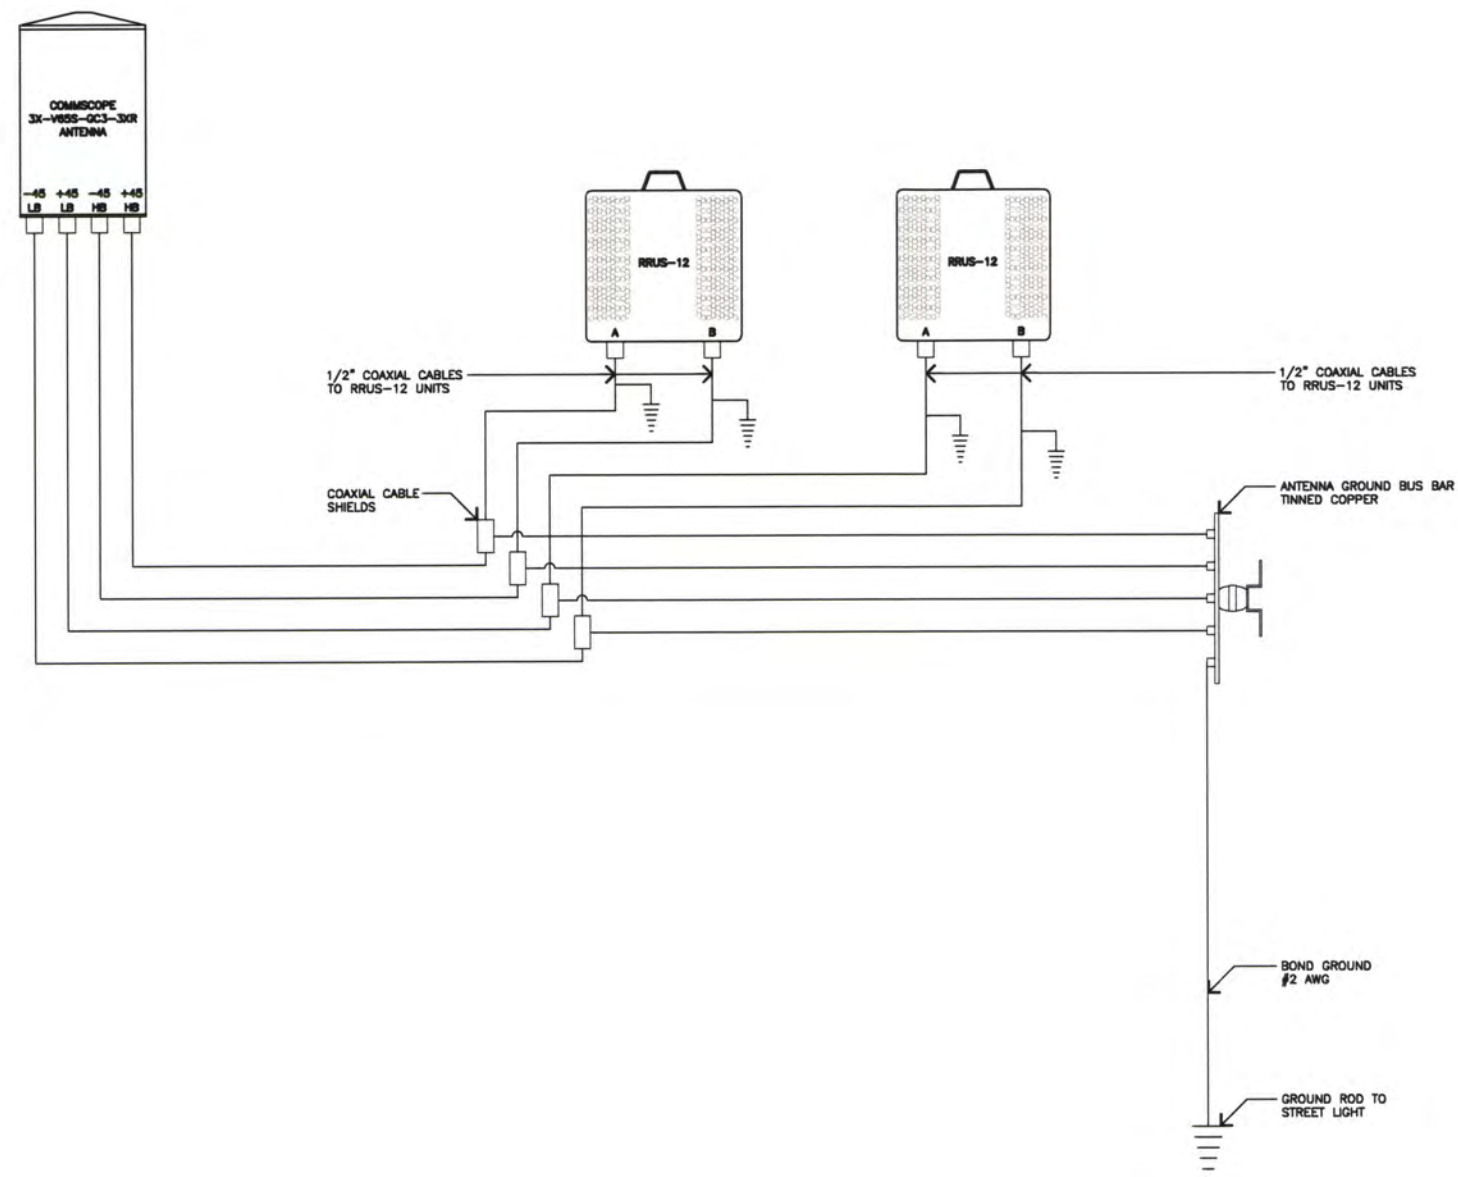 COMMSCOPE
3X-V65S-GC3-3XR
ANTENNA
-45 +45 -45 +45
LB LB HB HB
RRUS-12
A B
RRUS-12
A B
1/2" COAXIAL CABLES
TO RRUS-12 UNITS
1/2" COAXIAL CABLES
TO RRUS-12 UNITS
COAXIAL CABLE
SHIELDS
ANTENNA GROUND BUS BAR
TINNED COPPER
BOND GROUND
#2 AWG
GROUND ROD TO
STREET LIGHT